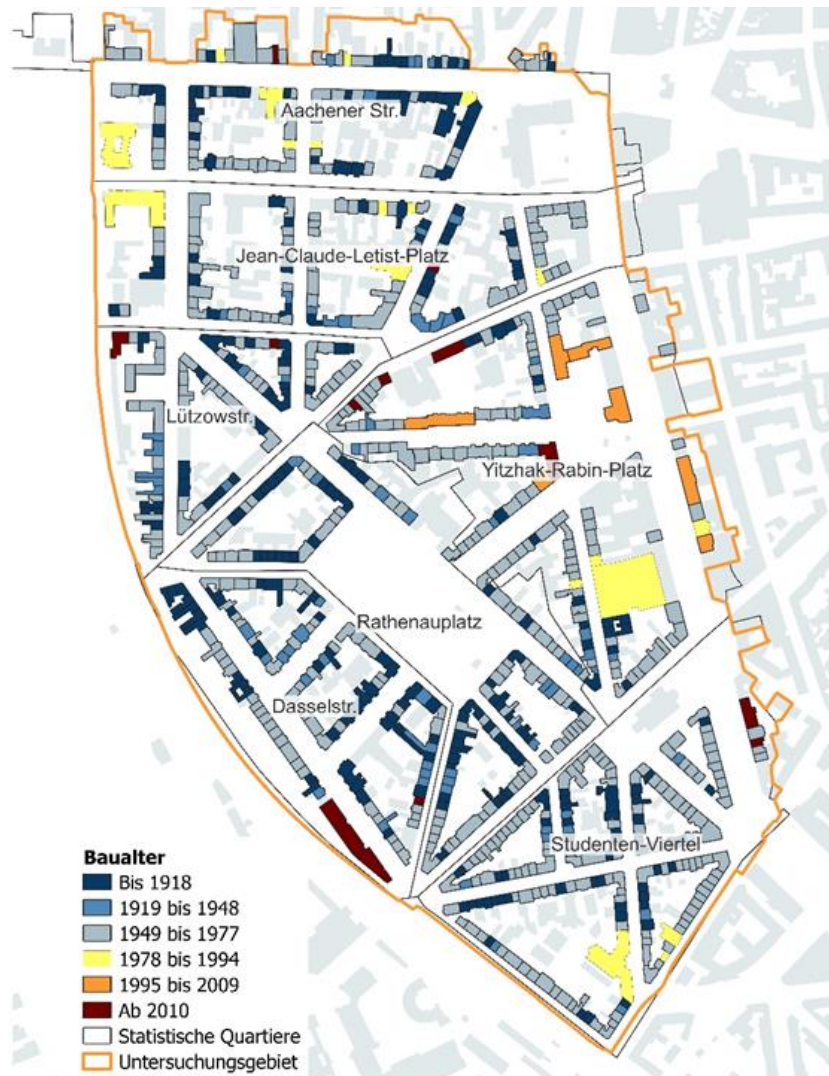 Aachener Str.
Jean-Claude-Letist-Platz
Lützowstr.
Yitzhak-Rabin-Platz
Rathenauplatz
Dasselstr.
Studenten-Viertel
Baualter
Bis 1918
1919 bis 1948
1949 bis 1977
1978 bis 1994
1995 bis 2009
Ab 2010
Statistische Quartiere
Untersuchungsgebiet